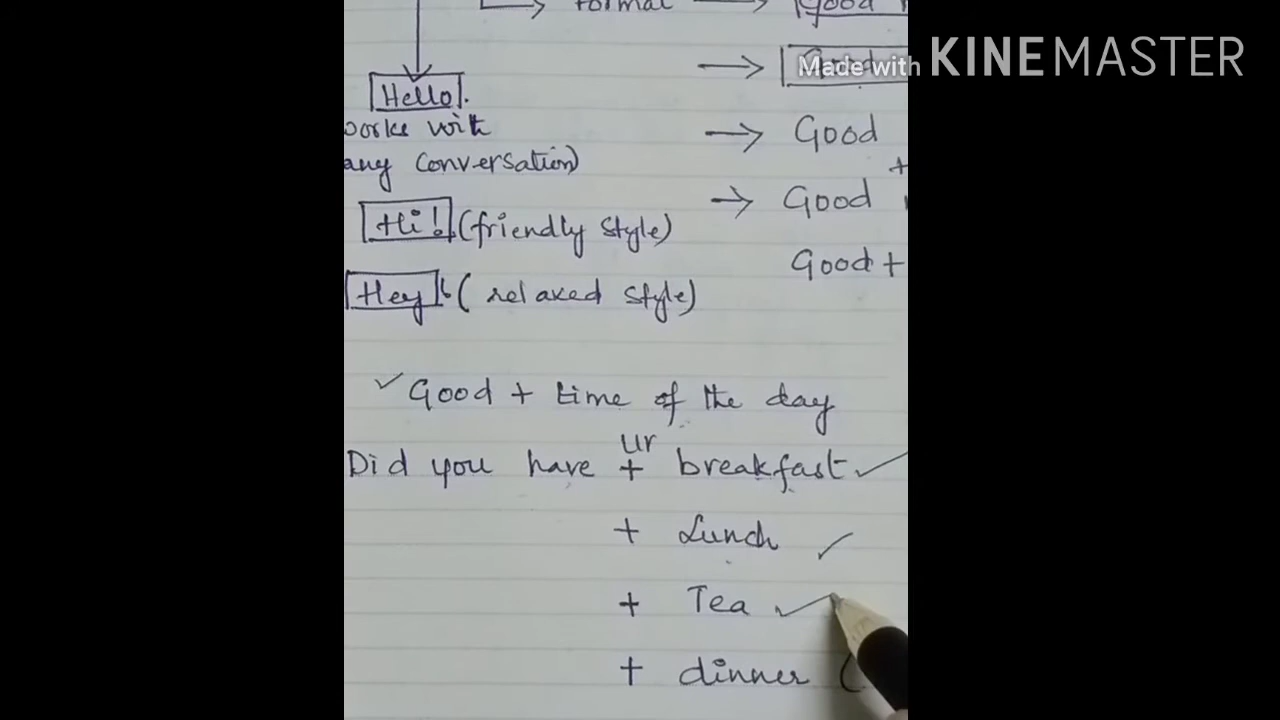 formal → Good
→ Good
Made with KINEMASTER
Hello.
works with → Good
any conversation)
+
→ Good
Hi! (friendly style)
Good +
Hey! (relaxed style)
✓ Good + time of the day
ur
Did you have + breakfast ✓
+ Lunch ✓
+ Tea ✓
+ dinner (